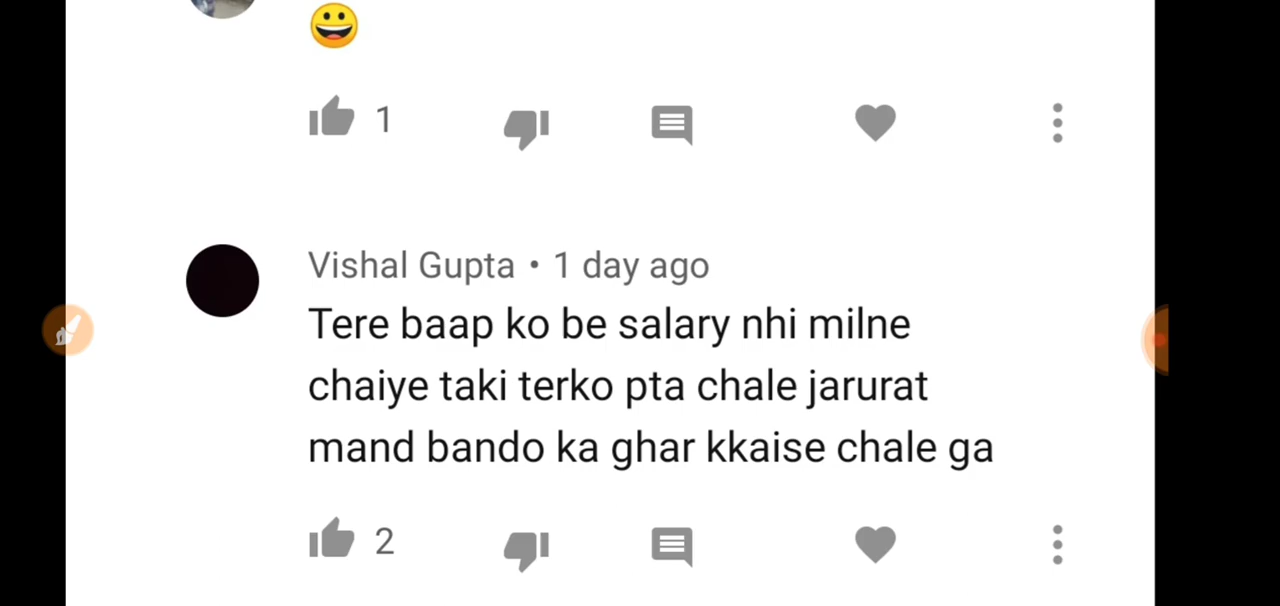 1
Vishal Gupta • 1 day ago
Tere baap ko be salary nhi milne
chaiye taki terko pta chale jarurat
mand bando ka ghar kkaise chale ga
2